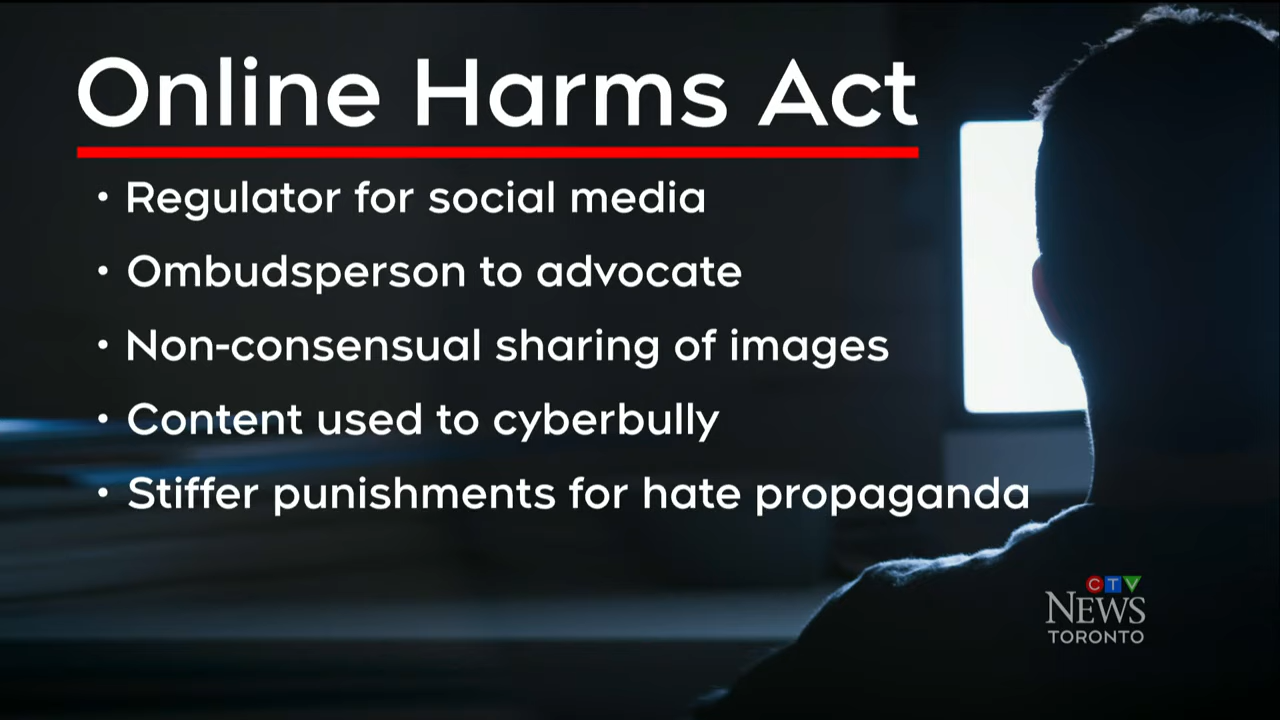 Online Harms Act
• Regulator for social media
• Ombudsperson to advocate
• Non-consensual sharing of images
• Content used to cyberbully
• Stiffer punishments for hate propaganda
CTV
NEWS
TORONTO